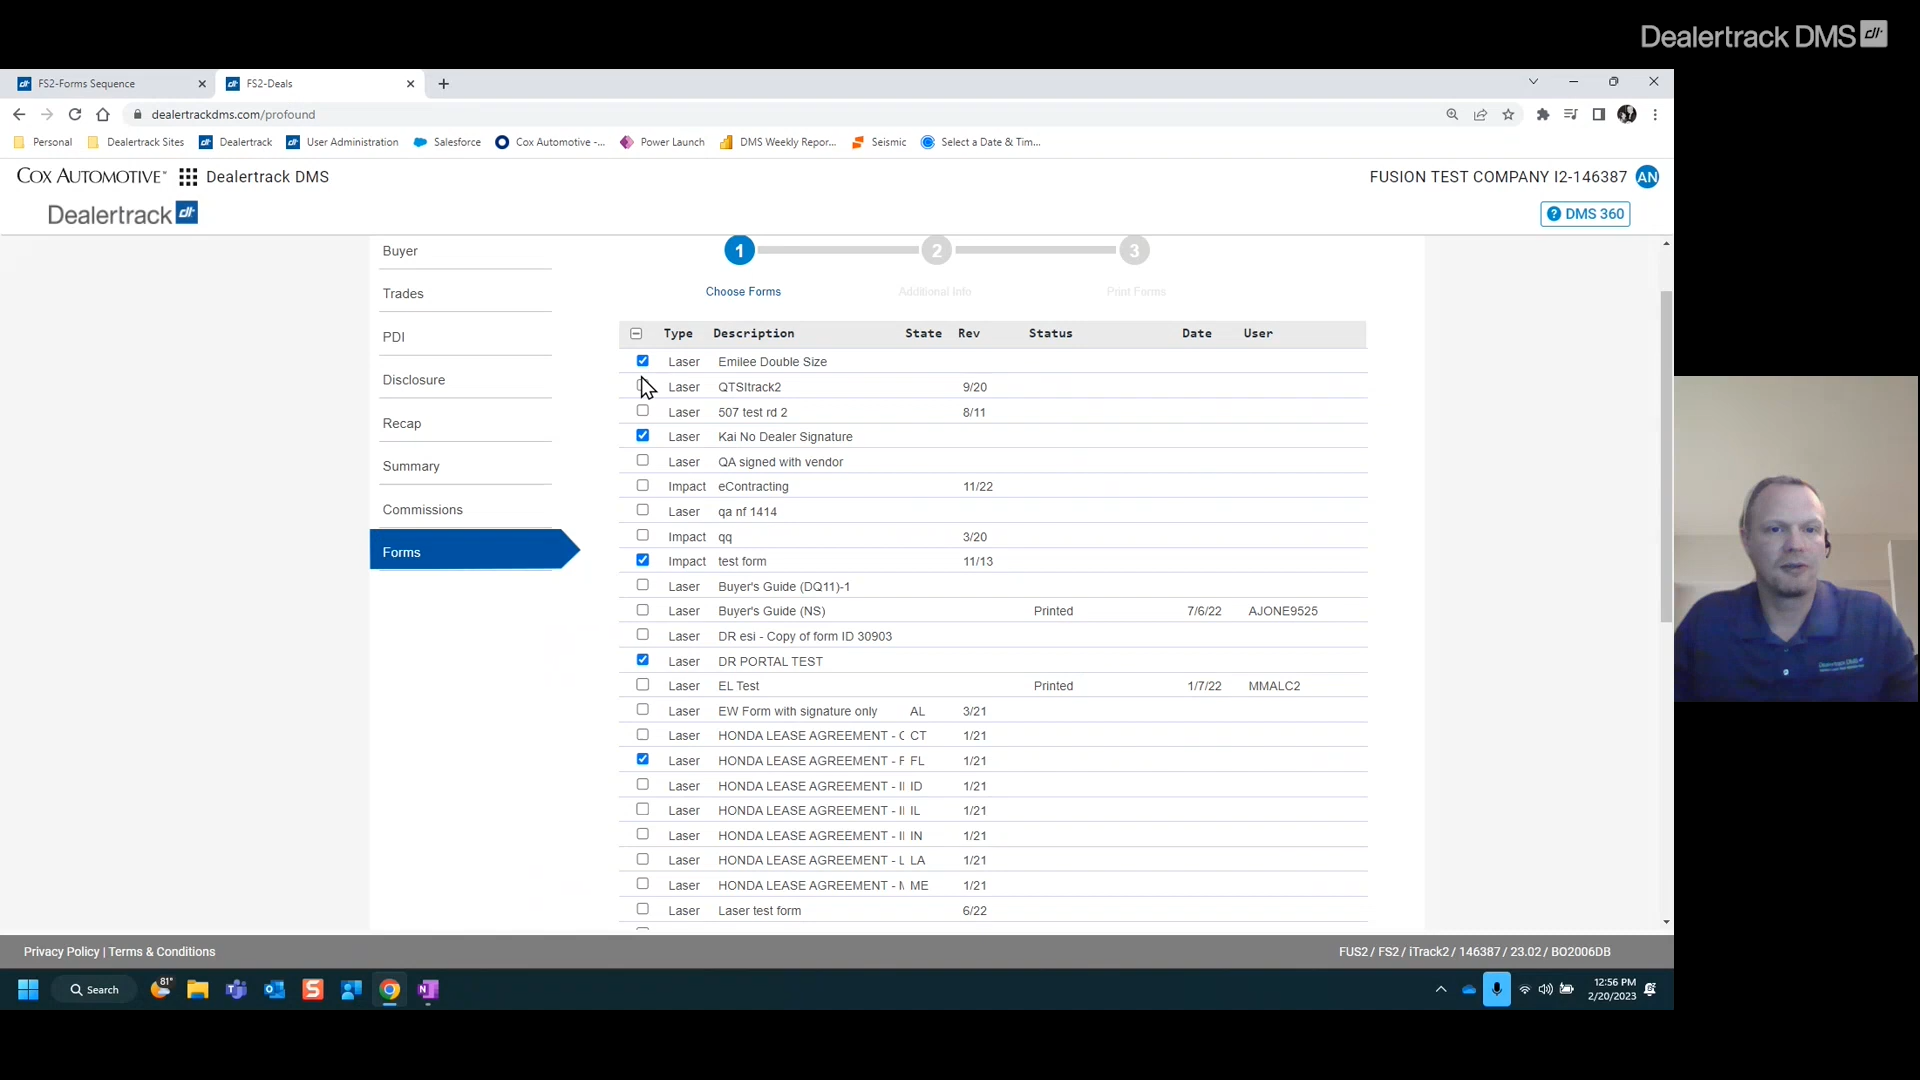 Dealertrack DMS dt
FS2-Forms Sequence
FS2-Deals
dealertrackdms.com/profound
Personal
Dealertrack Sites
Dealertrack
User Administration
Salesforce
Cox Automotive -...
Power Launch
DMS Weekly Repor...
Seismic
Select a Date & Tim...
COX AUTOMOTIVE Dealertrack DMS
FUSION TEST COMPANY I2-146387 AN
Dealertrack dt
? DMS 360
Buyer
Trades
PDI
Disclosure
Recap
Summary
Commissions
Forms
1 2 3
Choose Forms Additional Info Print Forms
Type Description State Rev Status Date User
Laser Emilee Double Size
Laser QTSItrack2 9/20
Laser 507 test rd 2 8/11
Laser Kai No Dealer Signature
Laser QA signed with vendor
Impact eContracting 11/22
Laser qa nf 1414
Impact qq 3/20
Impact test form 11/13
Laser Buyer's Guide (DQ11)-1
Laser Buyer's Guide (NS) Printed 7/6/22 AJONE9525
Laser DR esi - Copy of form ID 30903
Laser DR PORTAL TEST
Laser EL Test Printed 1/7/22 MMALC2
Laser EW Form with signature only AL 3/21
Laser HONDA LEASE AGREEMENT - C CT 1/21
Laser HONDA LEASE AGREEMENT - F FL 1/21
Laser HONDA LEASE AGREEMENT - II ID 1/21
Laser HONDA LEASE AGREEMENT - II IL 1/21
Laser HONDA LEASE AGREEMENT - II IN 1/21
Laser HONDA LEASE AGREEMENT - L LA 1/21
Laser HONDA LEASE AGREEMENT - M ME 1/21
Laser Laser test form 6/22
Privacy Policy | Terms & Conditions
FUS2 / FS2 / iTrack2 / 146387 / 23.02 / BO2006DB
Search
81°
12:56 PM
2/20/2023
Dealertrack DMS